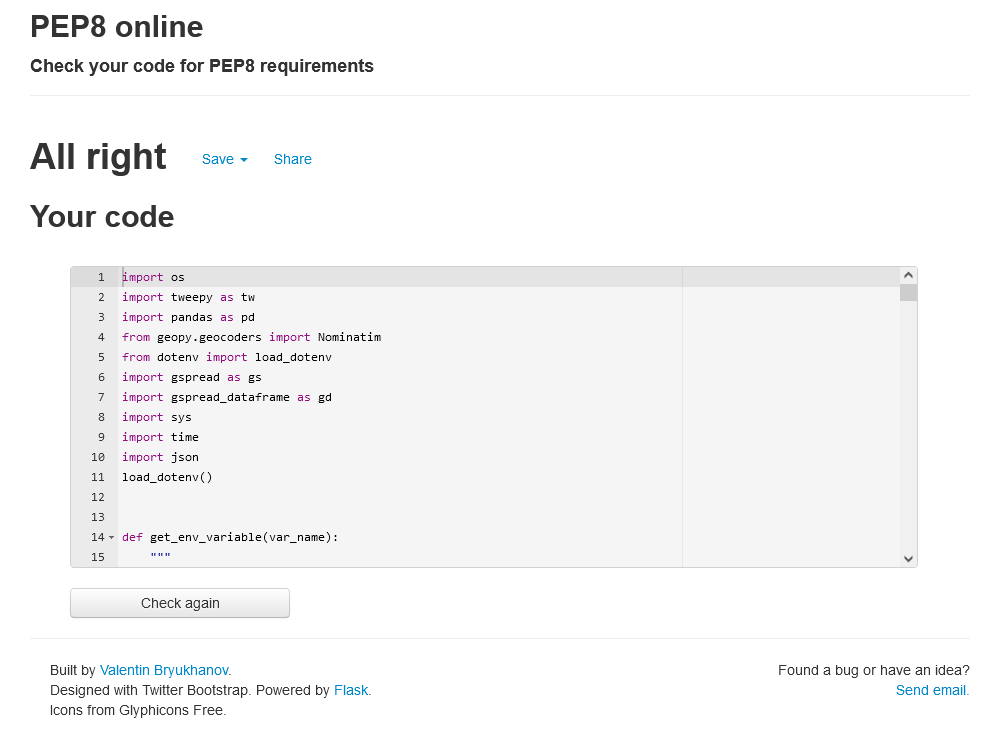 PEP8 online
Check your code for PEP8 requirements
All right Save Share
Your code
1 import os
2 import tweepy as tw
3 import pandas as pd
4 from geopy.geocoders import Nominatim
5 from dotenv import load_dotenv
6 import gspread as gs
7 import gspread_dataframe as gd
8 import sys
9 import time
10 import json
11 load_dotenv()
12
13
14 def get_env_variable(var_name):
15     """
Check again
Built by Valentin Bryukhanov.
Designed with Twitter Bootstrap. Powered by Flask.
Icons from Glyphicons Free.
Found a bug or have an idea?
Send email.